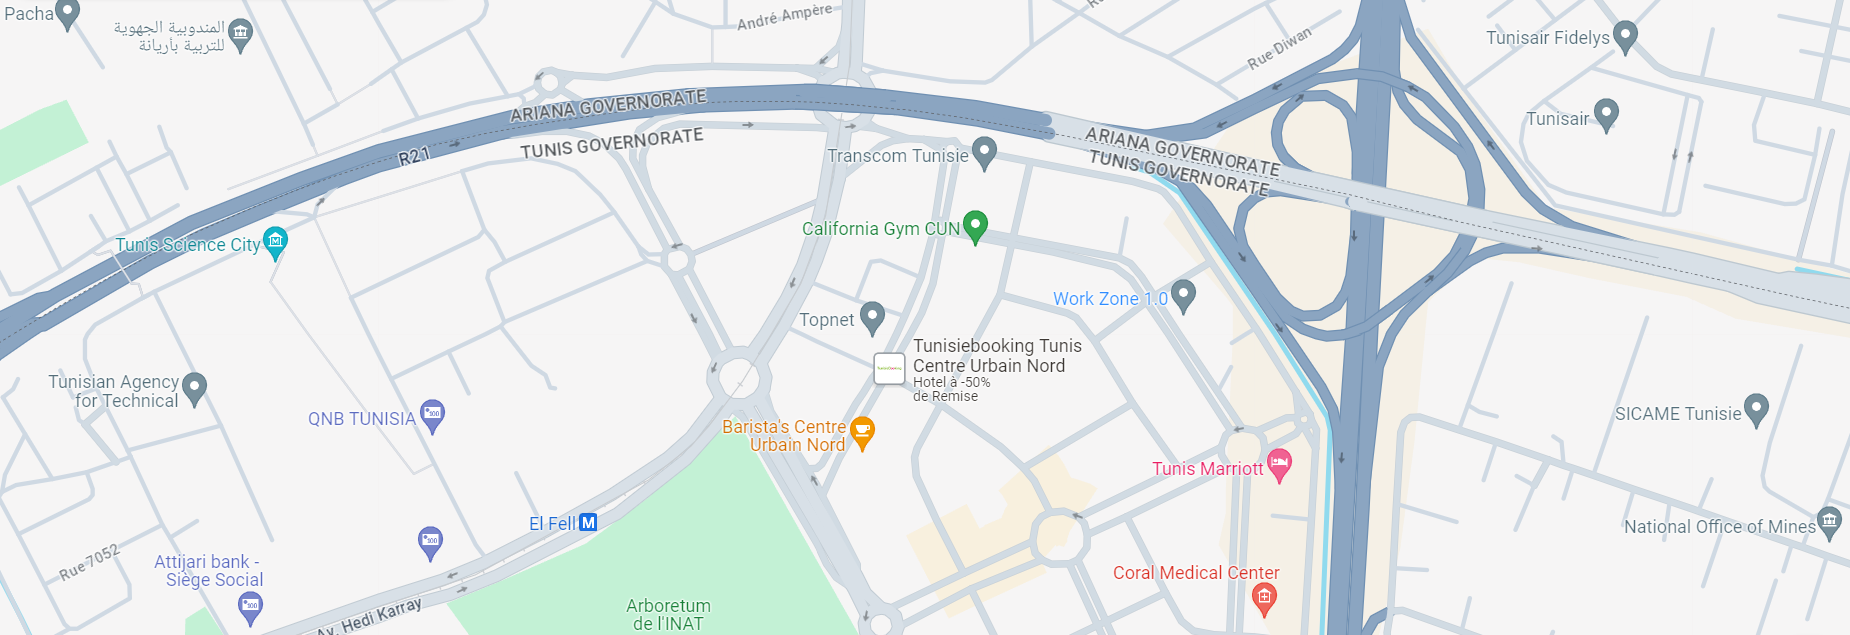 Pacha
المندوبية الجهوية
للتربية بأريانة
André Ampère
Rue Diwan
Tunisair Fidelys
Tunisair
ARIANA GOVERNORATE
TUNIS GOVERNORATE
R21
ARIANA GOVERNORATE
TUNIS GOVERNORATE
Transcom Tunisie
California Gym CUN
Tunis Science City
Work Zone 1.0
Topnet
Tunisiebooking Tunis
Centre Urbain Nord
Hotel à -50%
de Remise
Tunisian Agency
for Technical
QNB TUNISIA
Barista's Centre
Urbain Nord
SICAME Tunisie
Tunis Marriott
El Fell M
National Office of Mines
Rue 7052
Attijari bank -
Siège Social
Coral Medical Center
Av. Hedi Karray
Arboretum
de l'INAT